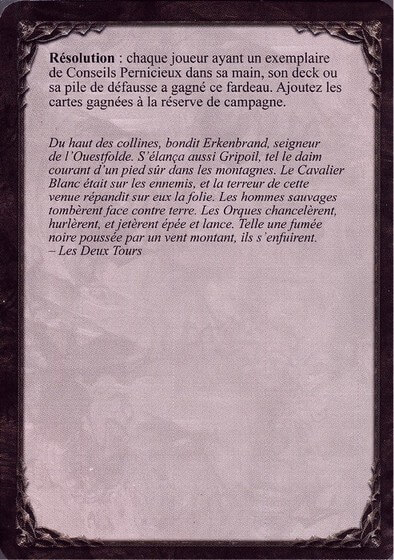 Résolution : chaque joueur ayant un exemplaire
de Conseils Pernicieux dans sa main, son deck ou
sa pile de défausse a gagné ce fardeau. Ajoutez les
cartes gagnées à la réserve de campagne.
Du haut des collines, bondit Erkenbrand, seigneur
de l'Ouestfolde. S'élança aussi Gripoil, tel le daim
courant d'un pied sûr dans les montagnes. Le Cavalier
Blanc était sur les ennemis, et la terreur de cette
venue répandit sur eux la folie. Les hommes sauvages
tombèrent face contre terre. Les Orques chancelèrent,
hurlèrent, et jetèrent épée et lance. Telle une fumée
noire poussée par un vent montant, ils s'enfuirent.
– Les Deux Tours